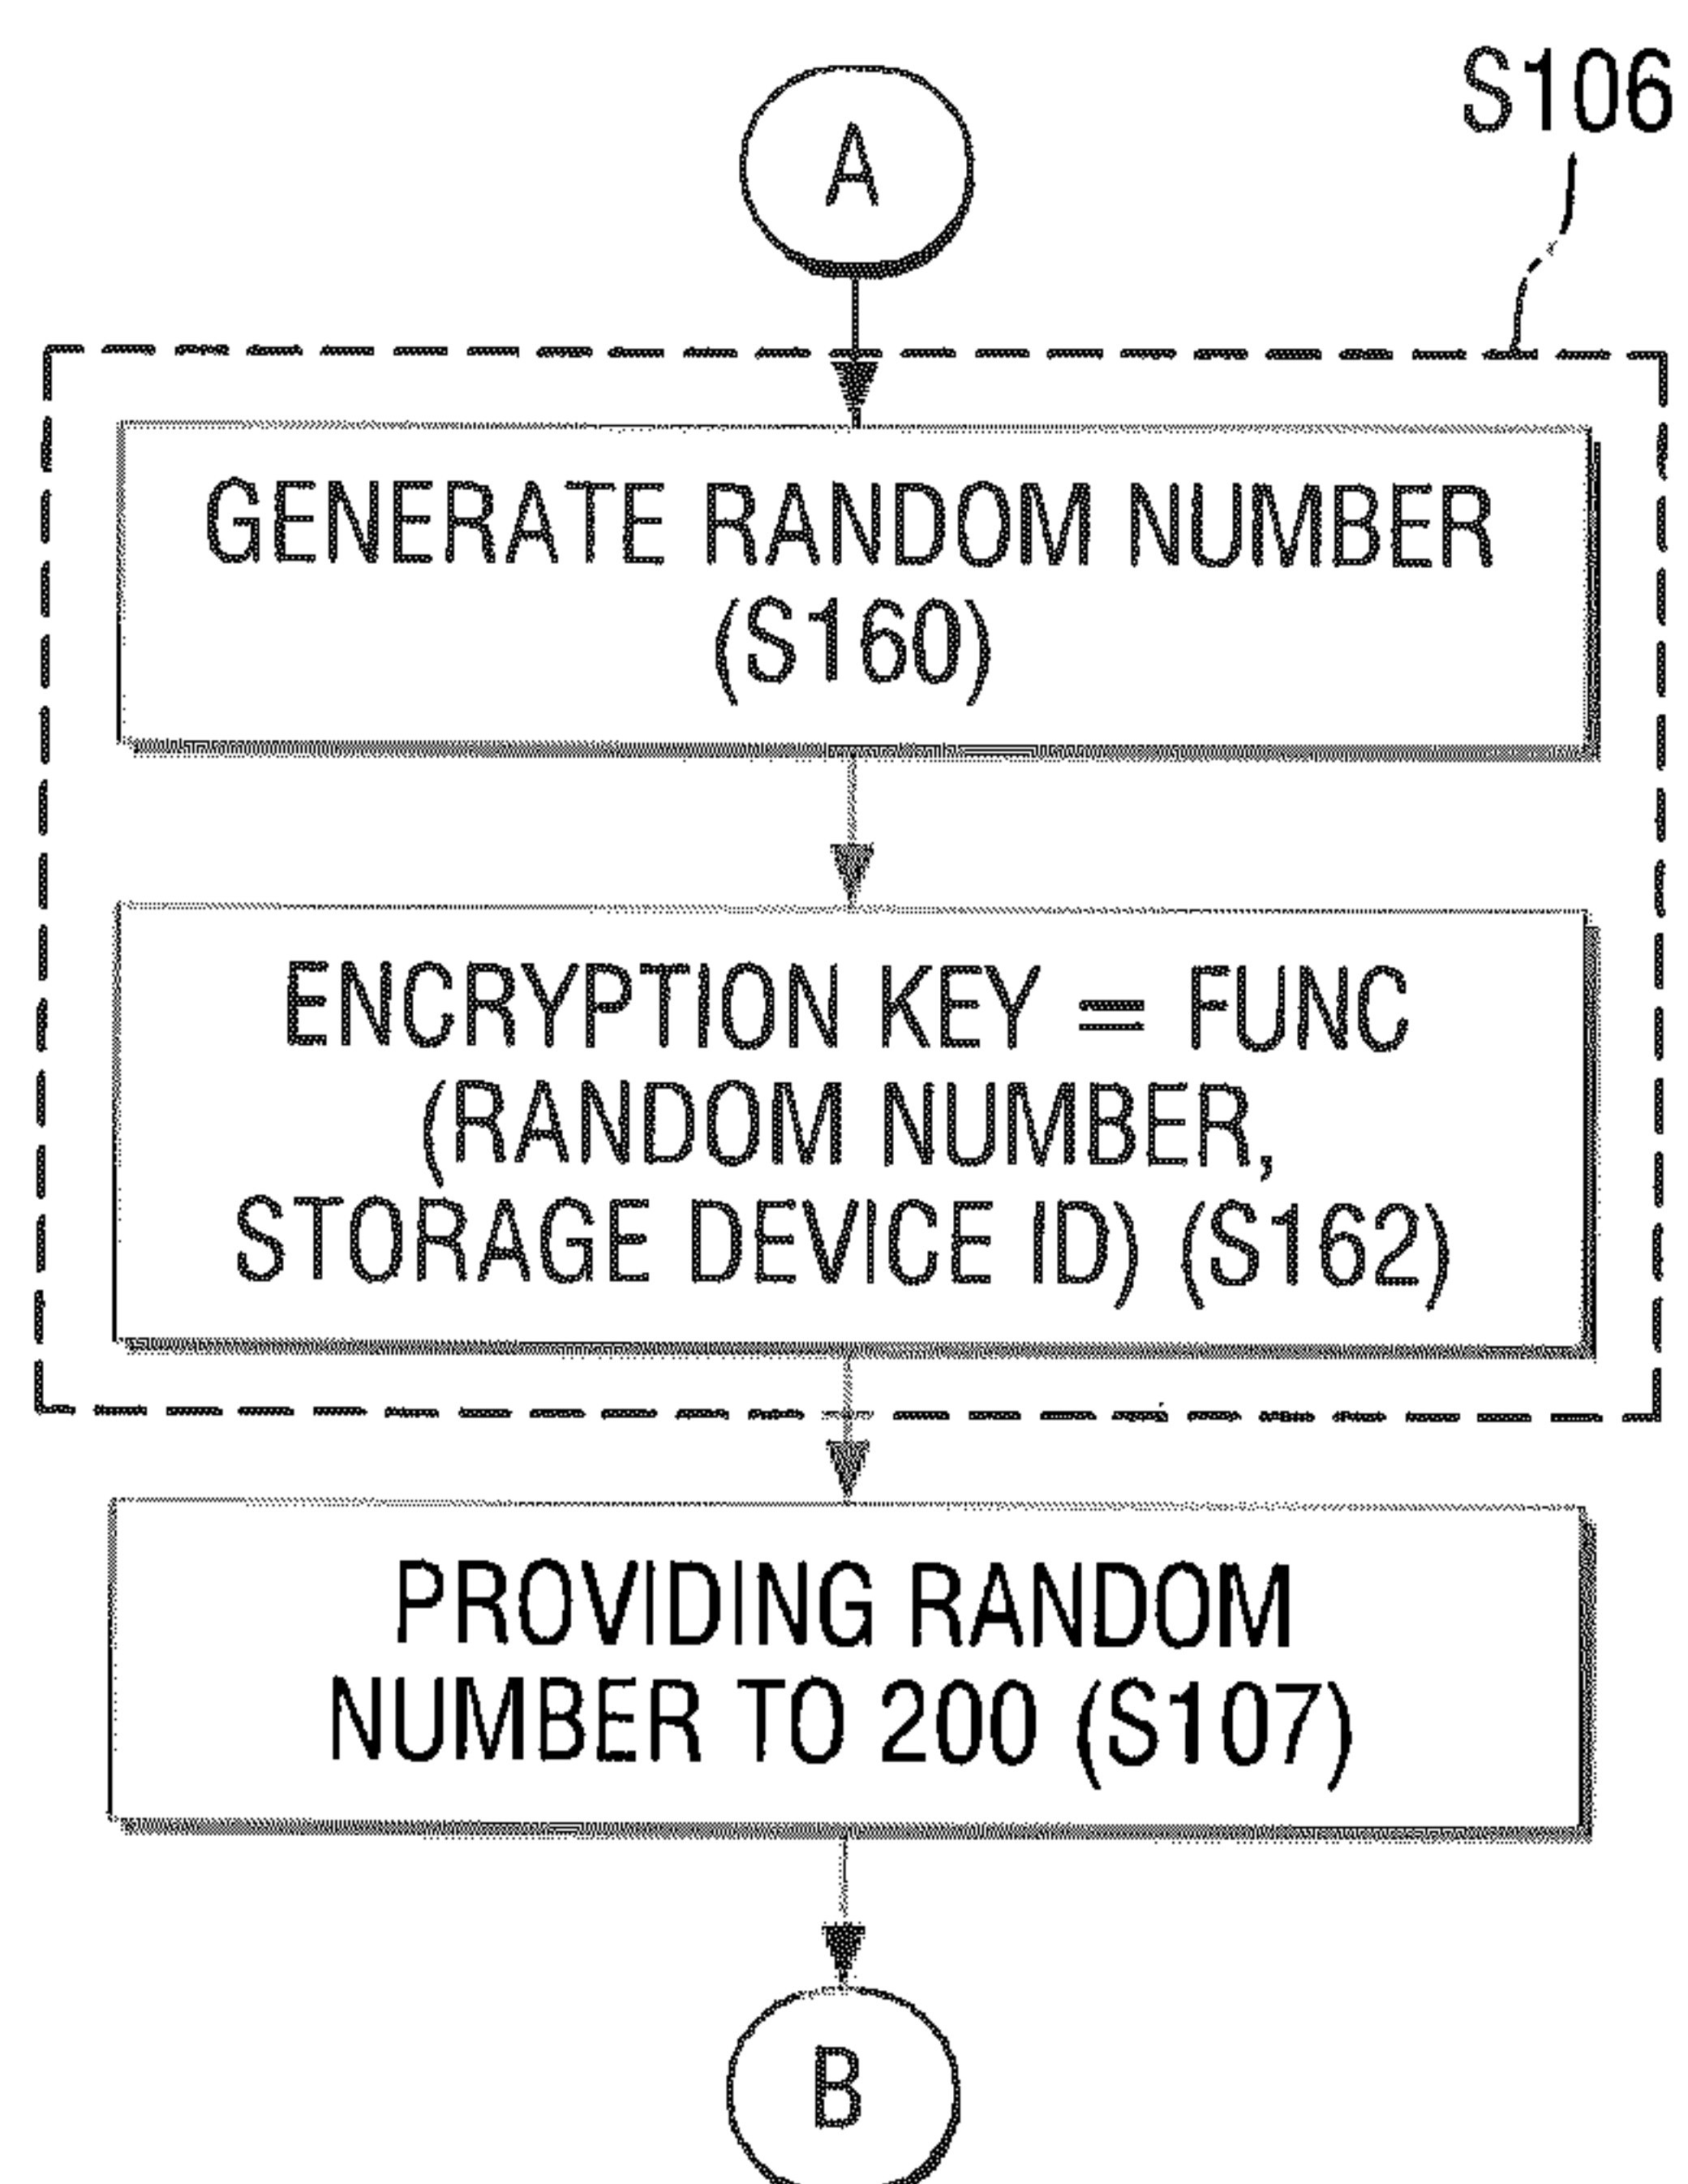 S106
A
GENERATE RANDOM NUMBER
(S160)
ENCRYPTION KEY = FUNC
(RANDOM NUMBER,
STORAGE DEVICE ID) (S162)
PROVIDING RANDOM
NUMBER TO 200 (S107)
B